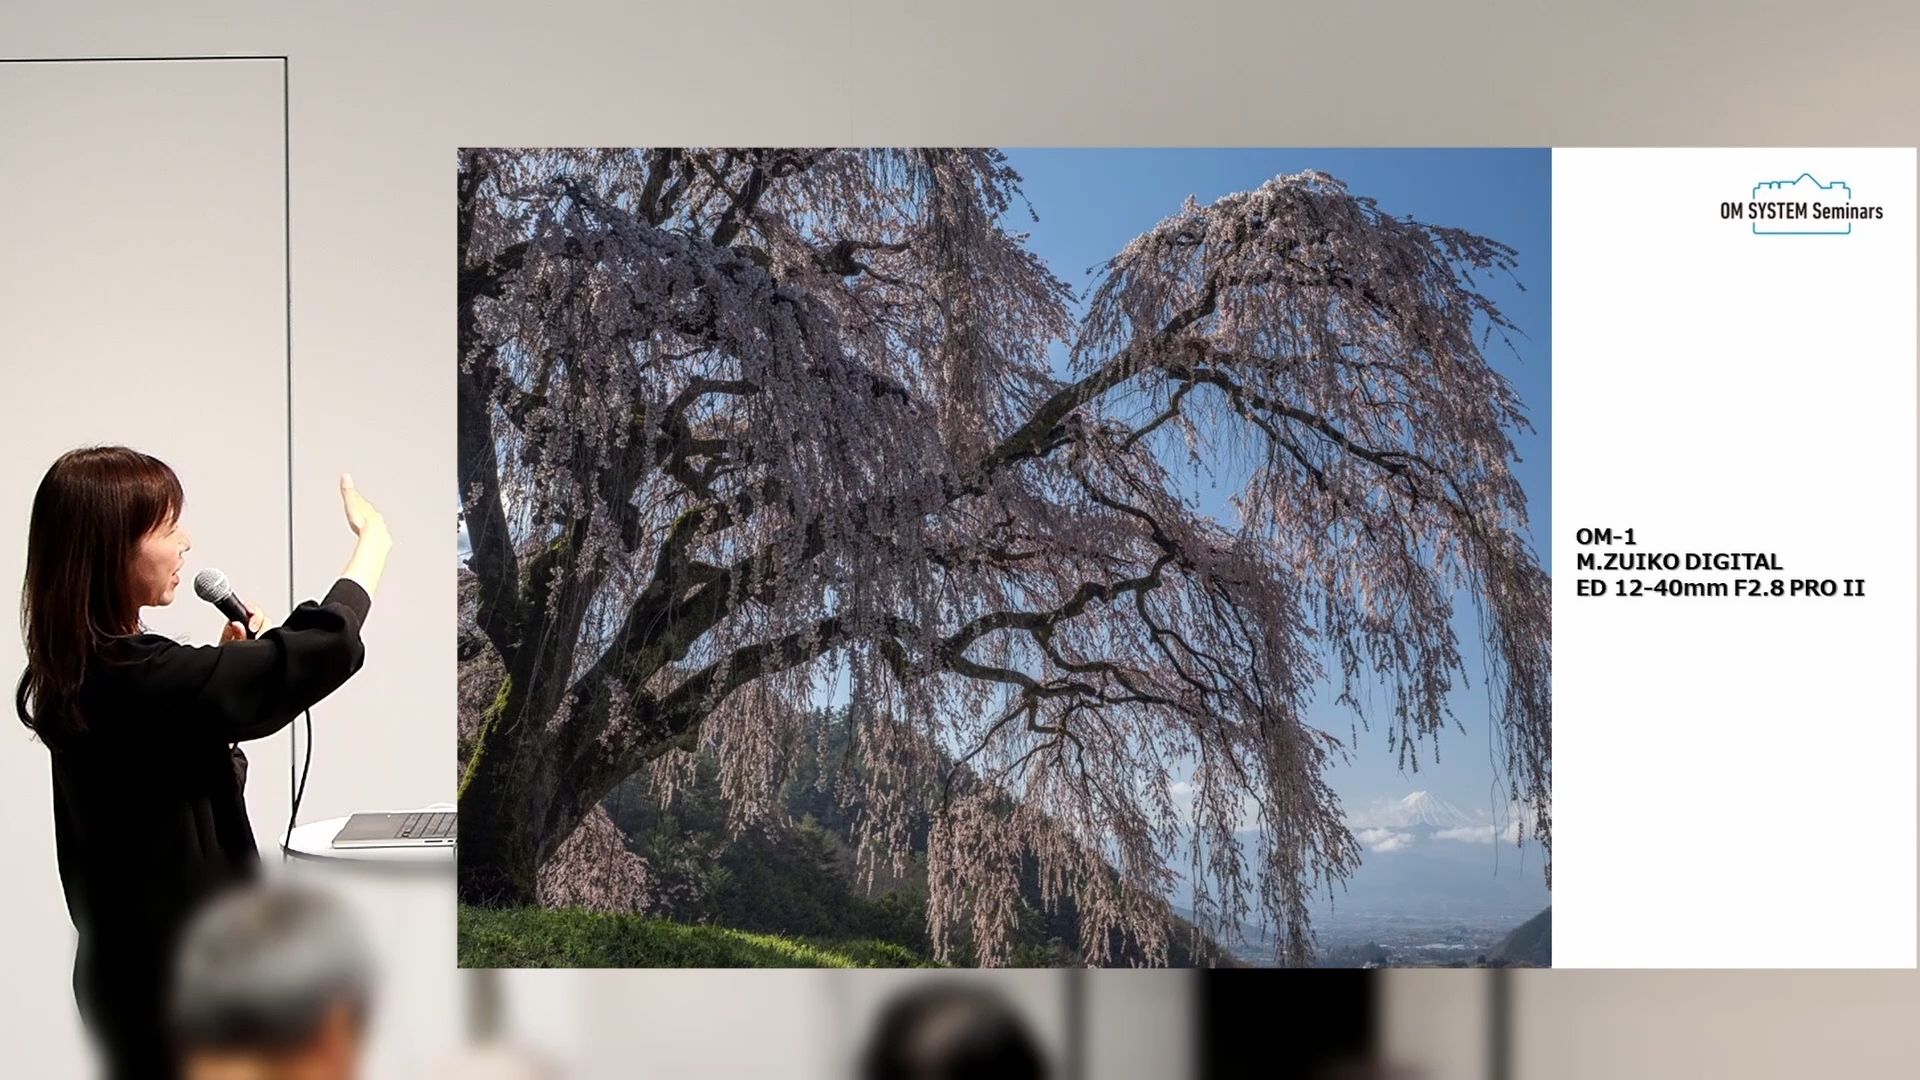 OM SYSTEM Seminars
OM-1
M.ZUIKO DIGITAL
ED 12-40mm F2.8 PRO II